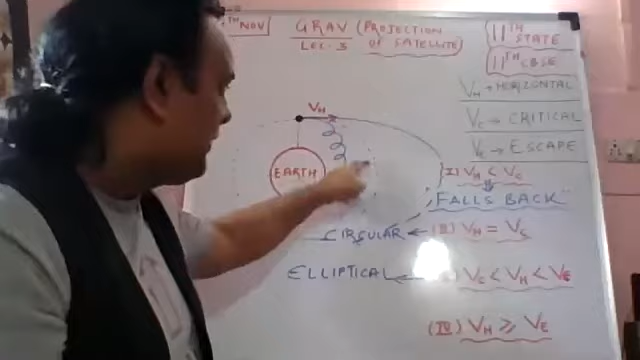 TH NOV
GRAV (PROJECTION
LEC-3 OF SATELLITE)
11TH STATE
11TH CBSE
VH → HORIZONTAL
VC → CRITICAL
VE → ESCAPE
VH
EARTH
I) VH < VC
FALLS BACK
CIRCULAR ← (II) VH = VC
ELLIPTICAL ← ) VC < VH < VE
(IV) VH ≥ VE